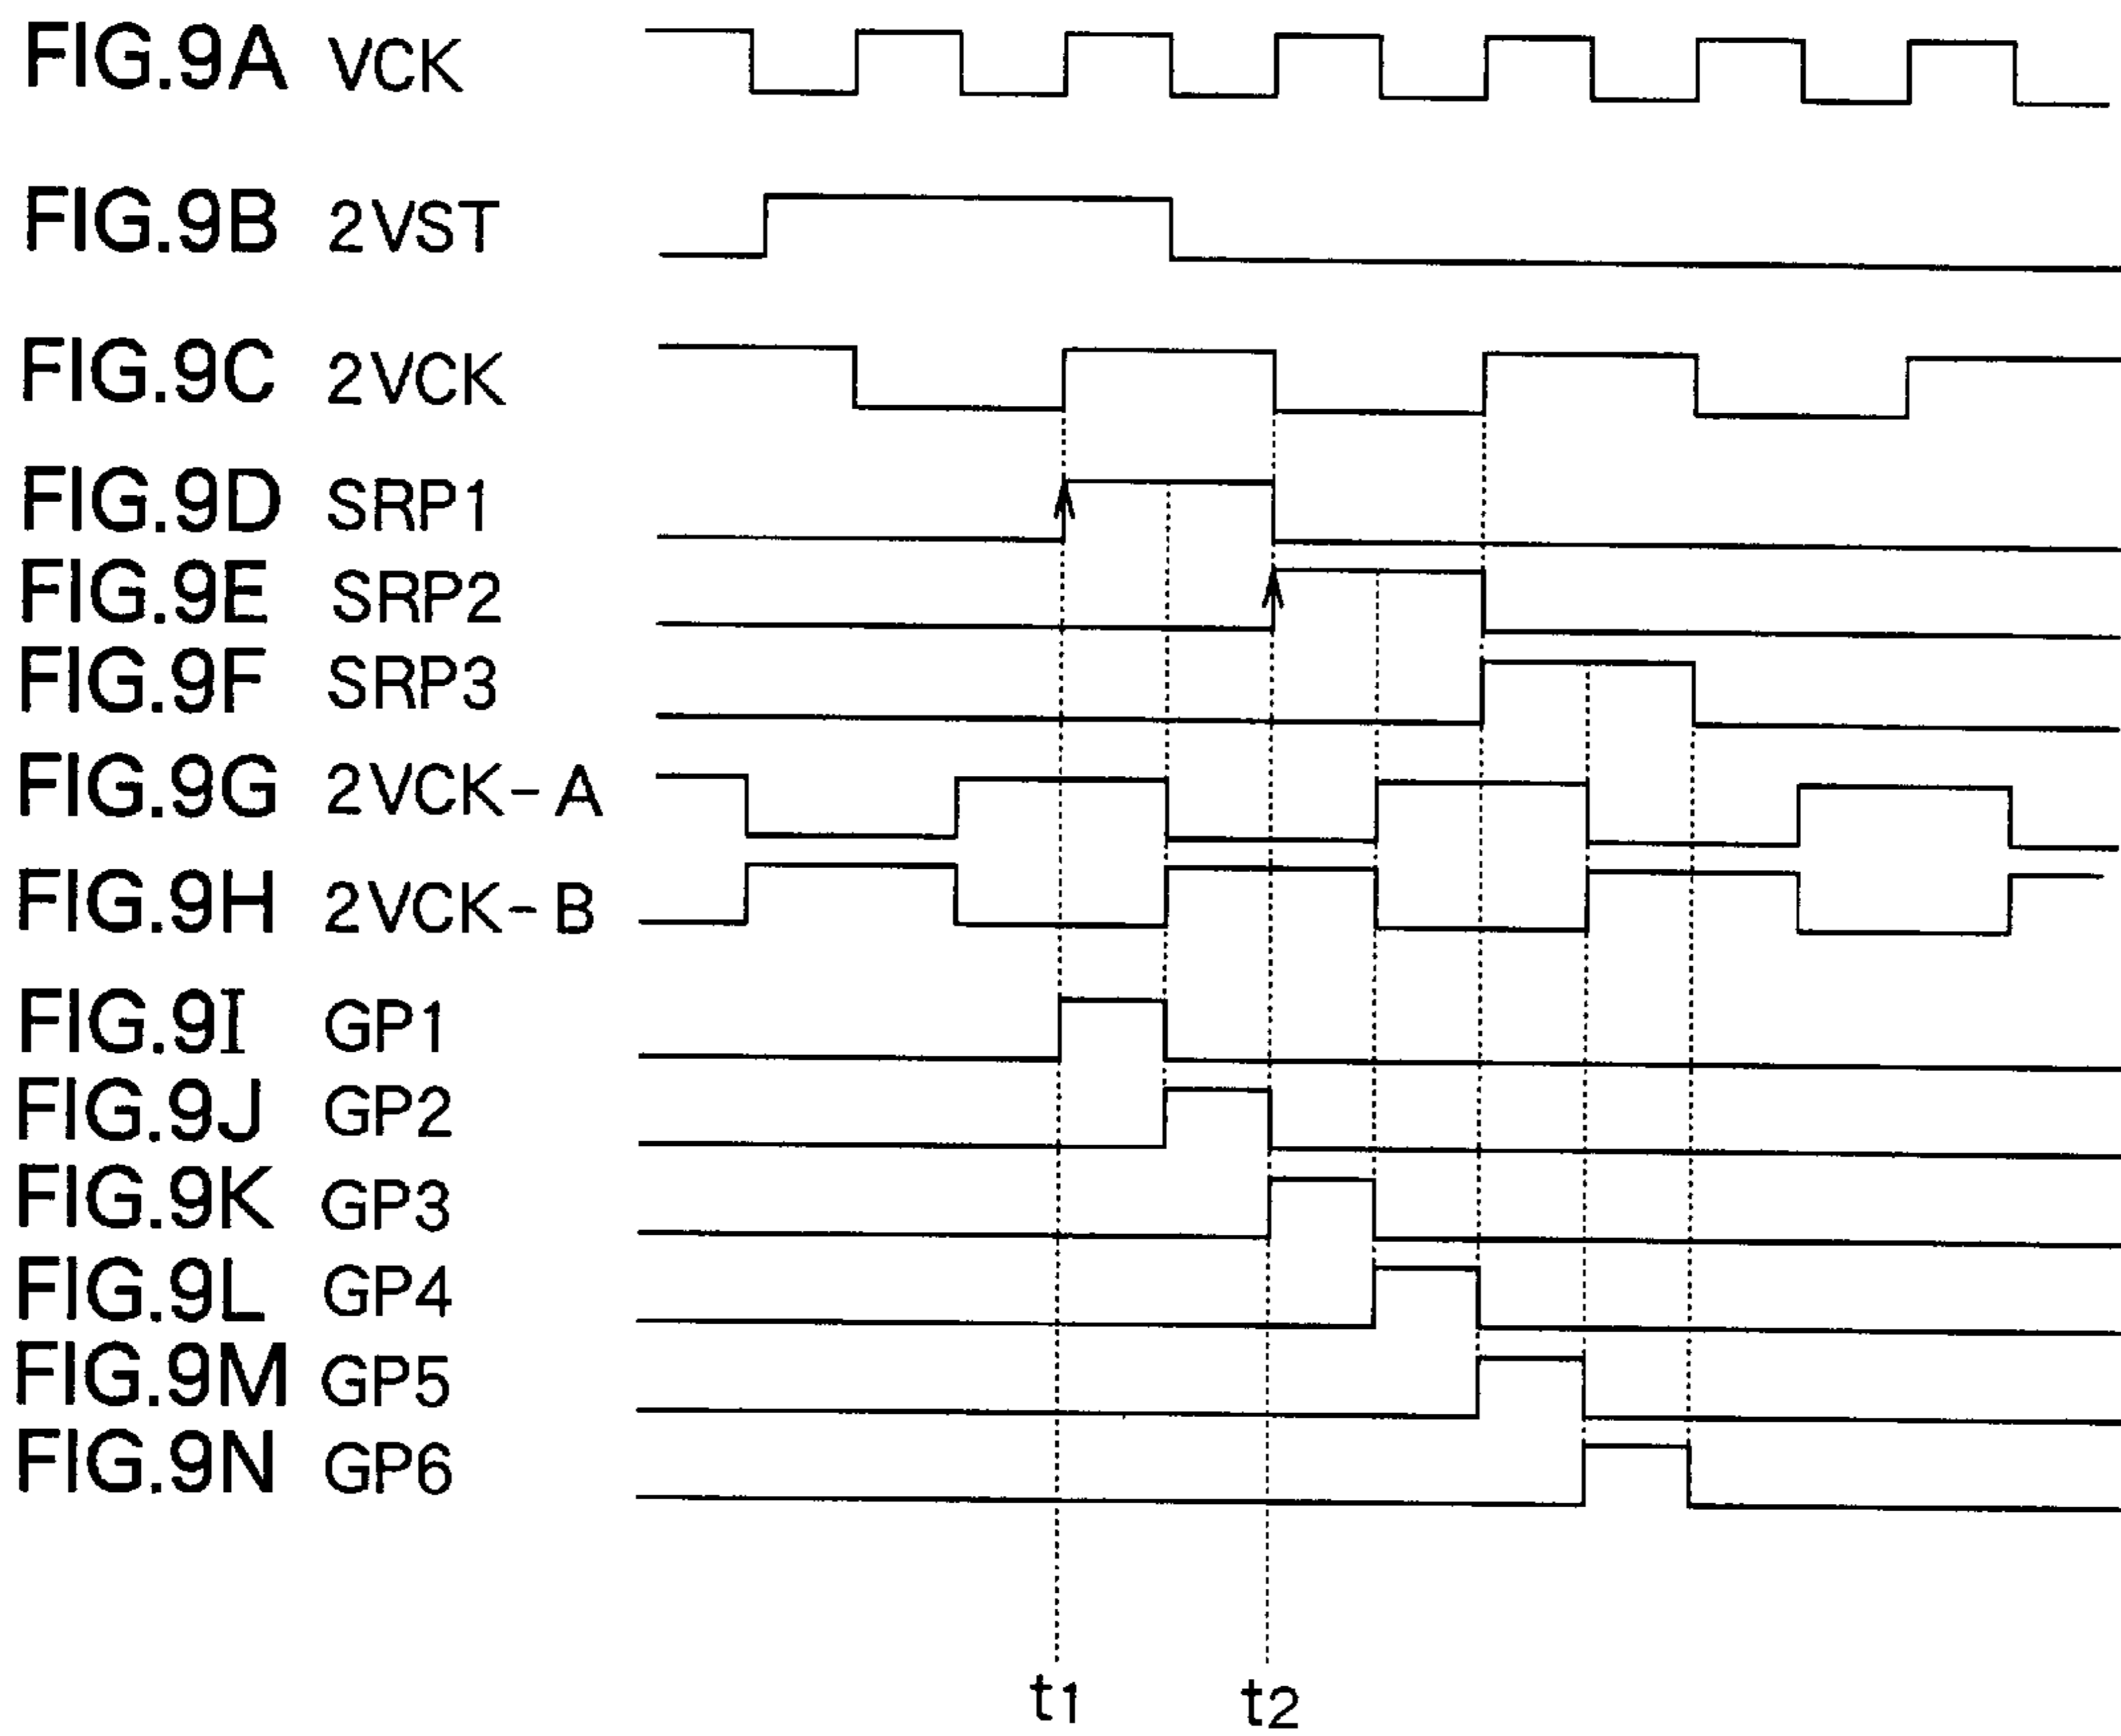 FIG.9A VCK
FIG.9B 2VST
FIG.9C 2VCK
FIG.9D SRP1
FIG.9E SRP2
FIG.9F SRP3
FIG.9G 2VCK-A
FIG.9H 2VCK-B
FIG.9I GP1
FIG.9J GP2
FIG.9K GP3
FIG.9L GP4
FIG.9M GP5
FIG.9N GP6
t1 t2